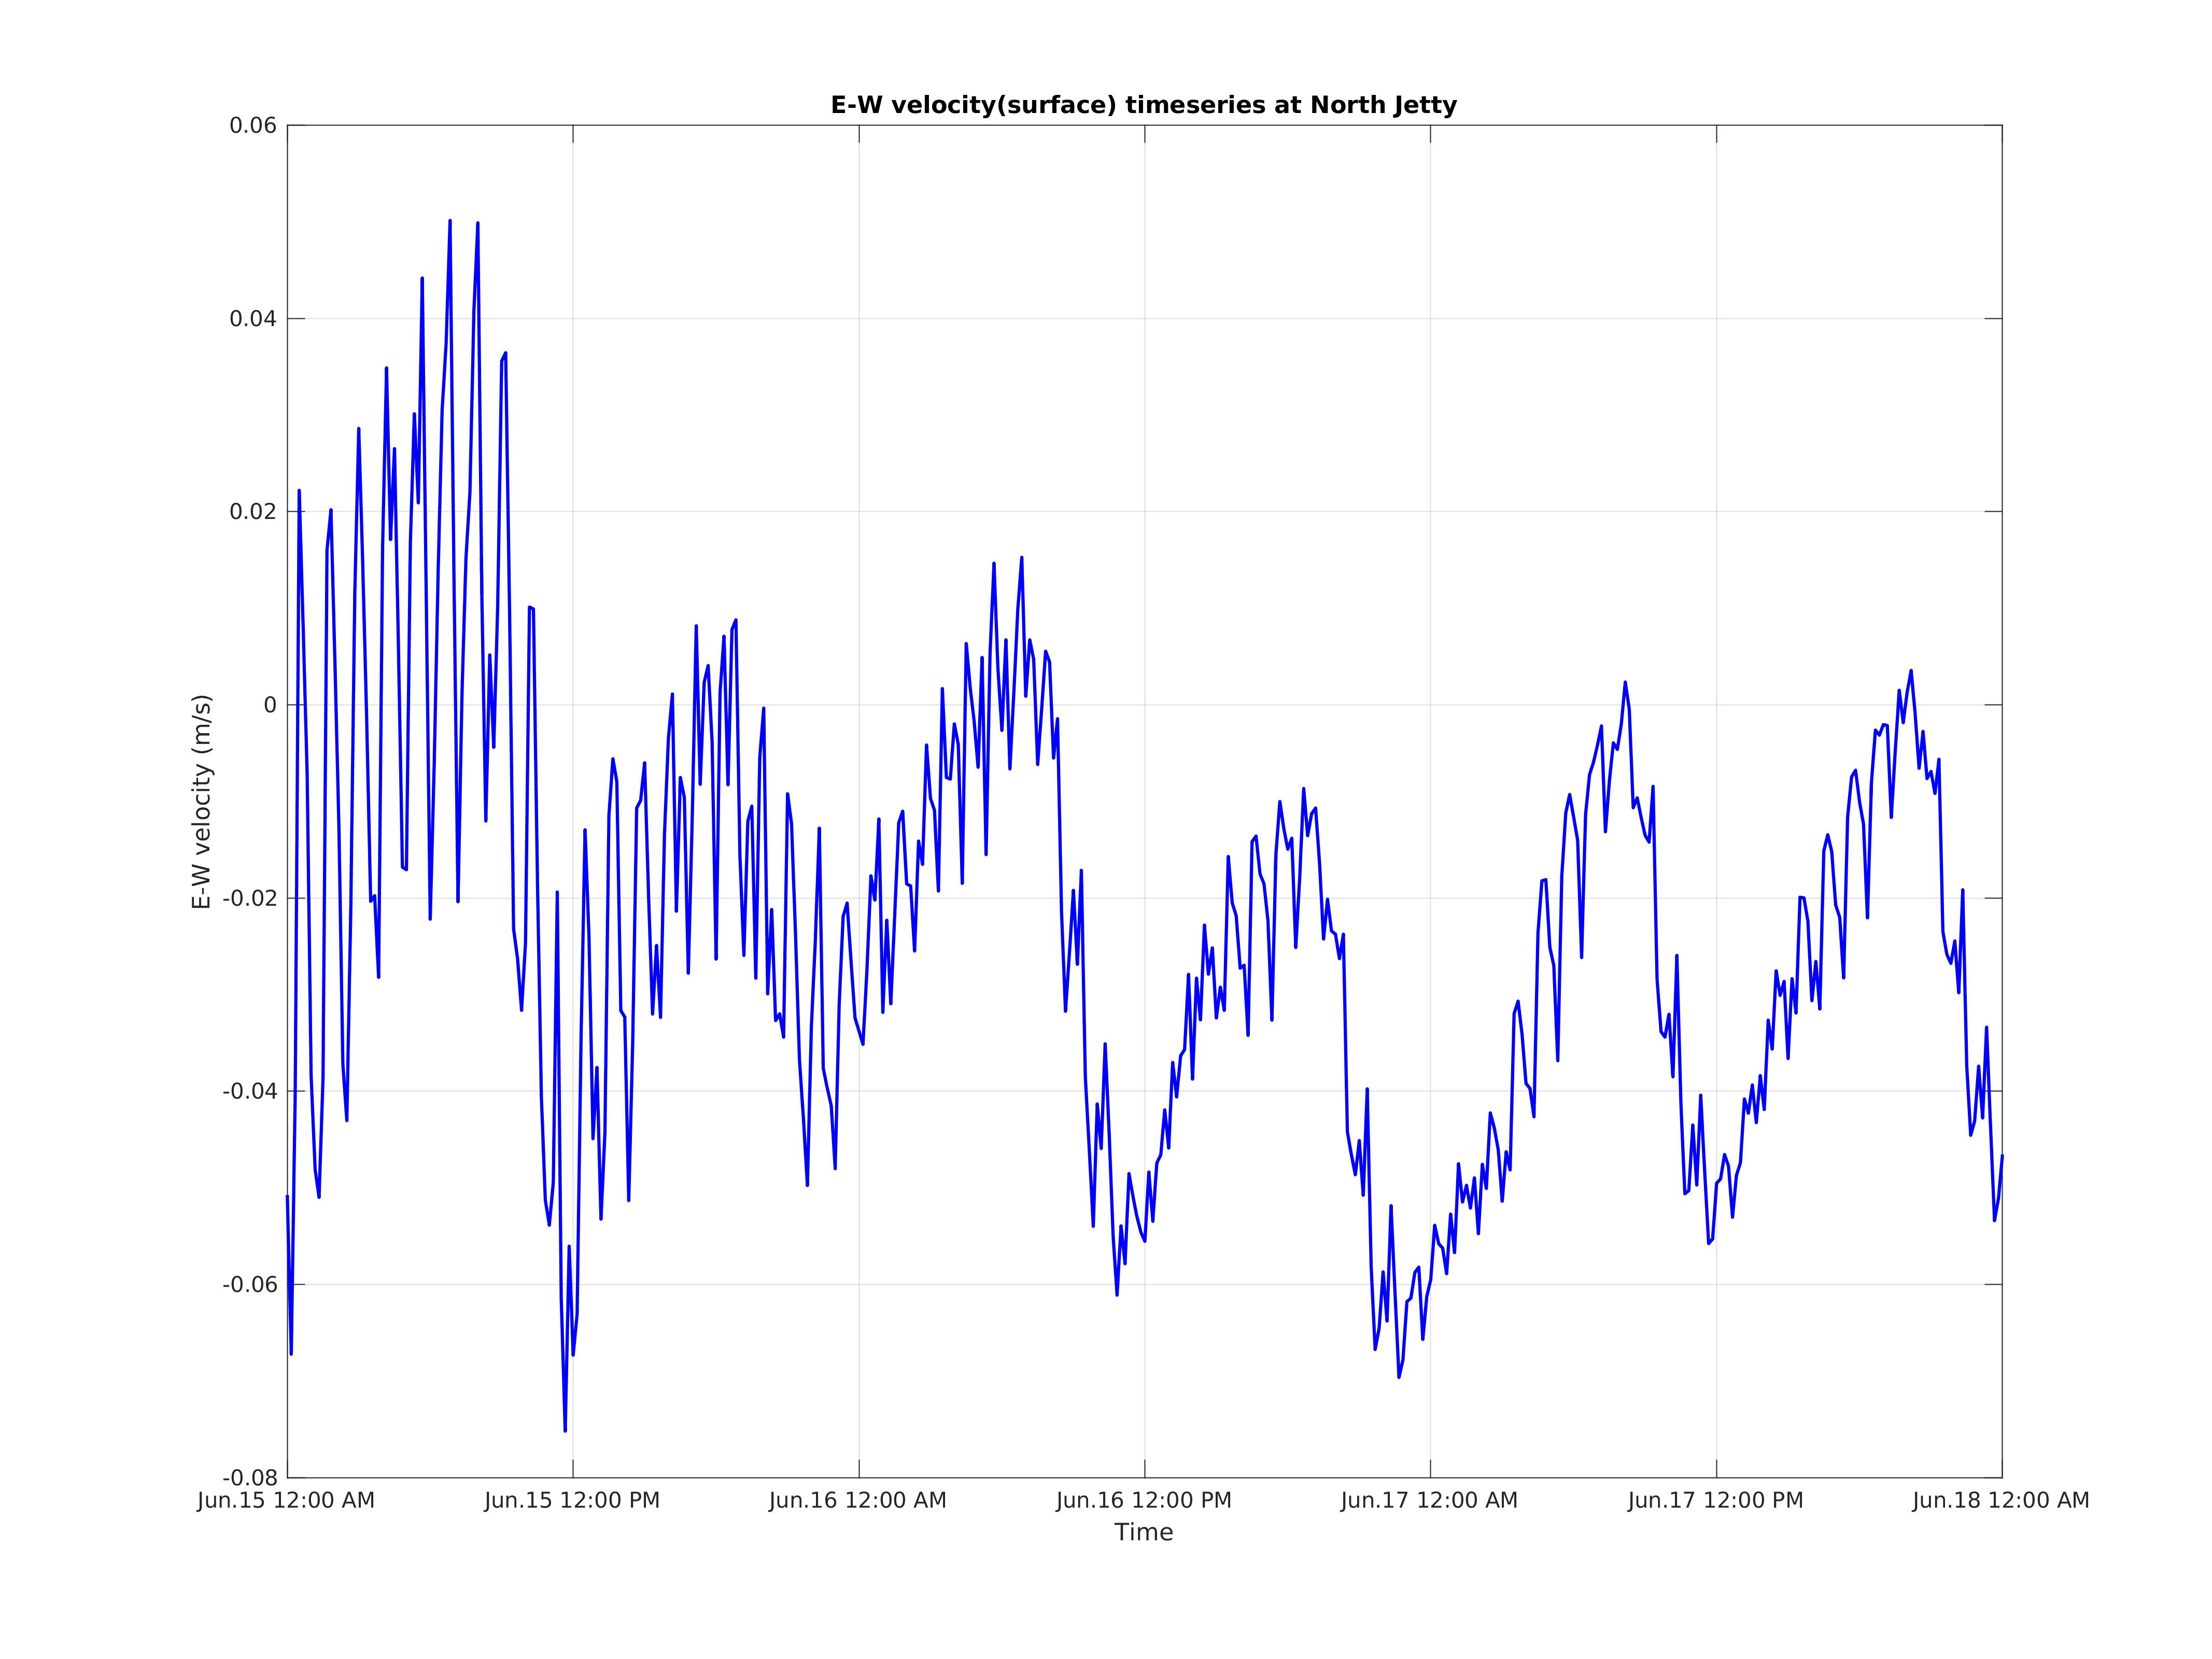 E-W velocity(surface) timeseries at North Jetty
0.06
0.04
0.02
0
-0.02
-0.04
-0.06
-0.08
E-W velocity (m/s)
Jun.15 12:00 AM Jun.15 12:00 PM Jun.16 12:00 AM Jun.16 12:00 PM Jun.17 12:00 AM Jun.17 12:00 PM Jun.18 12:00 AM
Time